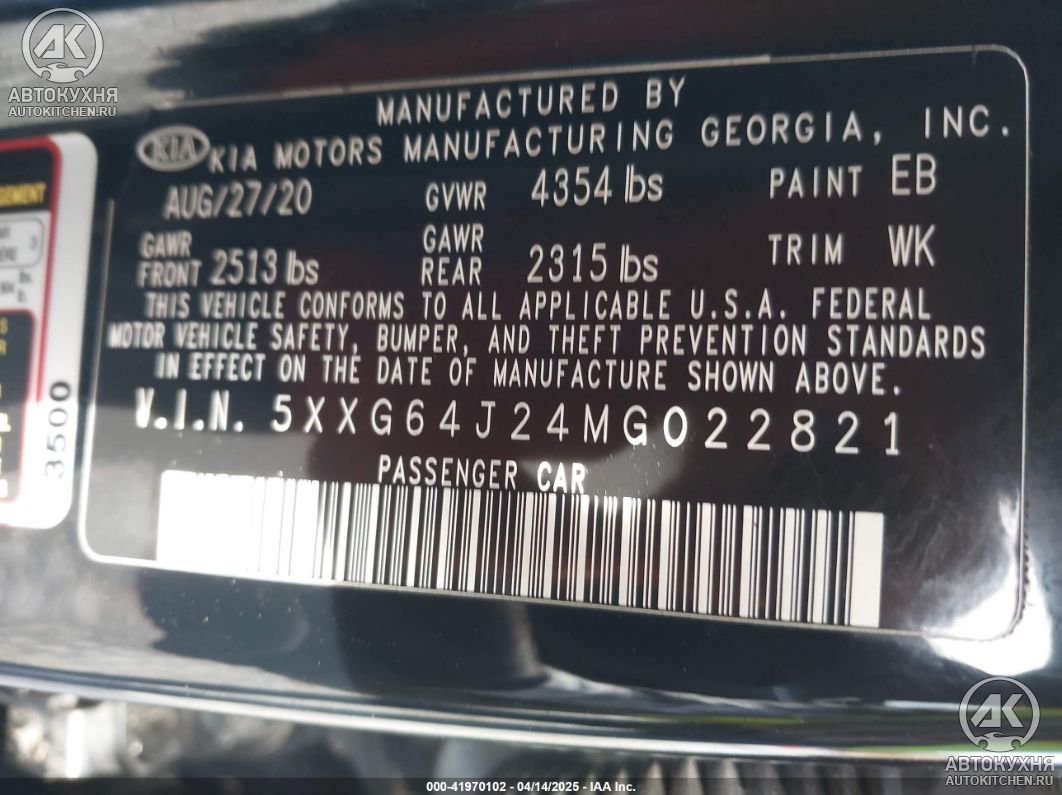 АВТОКУХНЯ
AUTOKITCHEN.RU
MANUFACTURED BY
KIA KIA MOTORS MANUFACTURING GEORGIA, INC.
AUG/27/20 GVWR 4354 lbs PAINT EB
GAWR FRONT 2513 lbs GAWR REAR 2315 lbs TRIM WK
THIS VEHICLE CONFORMS TO ALL APPLICABLE U.S.A. FEDERAL
MOTOR VEHICLE SAFETY, BUMPER, AND THEFT PREVENTION STANDARDS
IN EFFECT ON THE DATE OF MANUFACTURE SHOWN ABOVE.
V.I.N. 5XXG64J24MG022821
PASSENGER CAR
3500
АВТОКУХНЯ
AUTOKITCHEN.RU
000-41970102 - 04/14/2025 - IAA Inc.